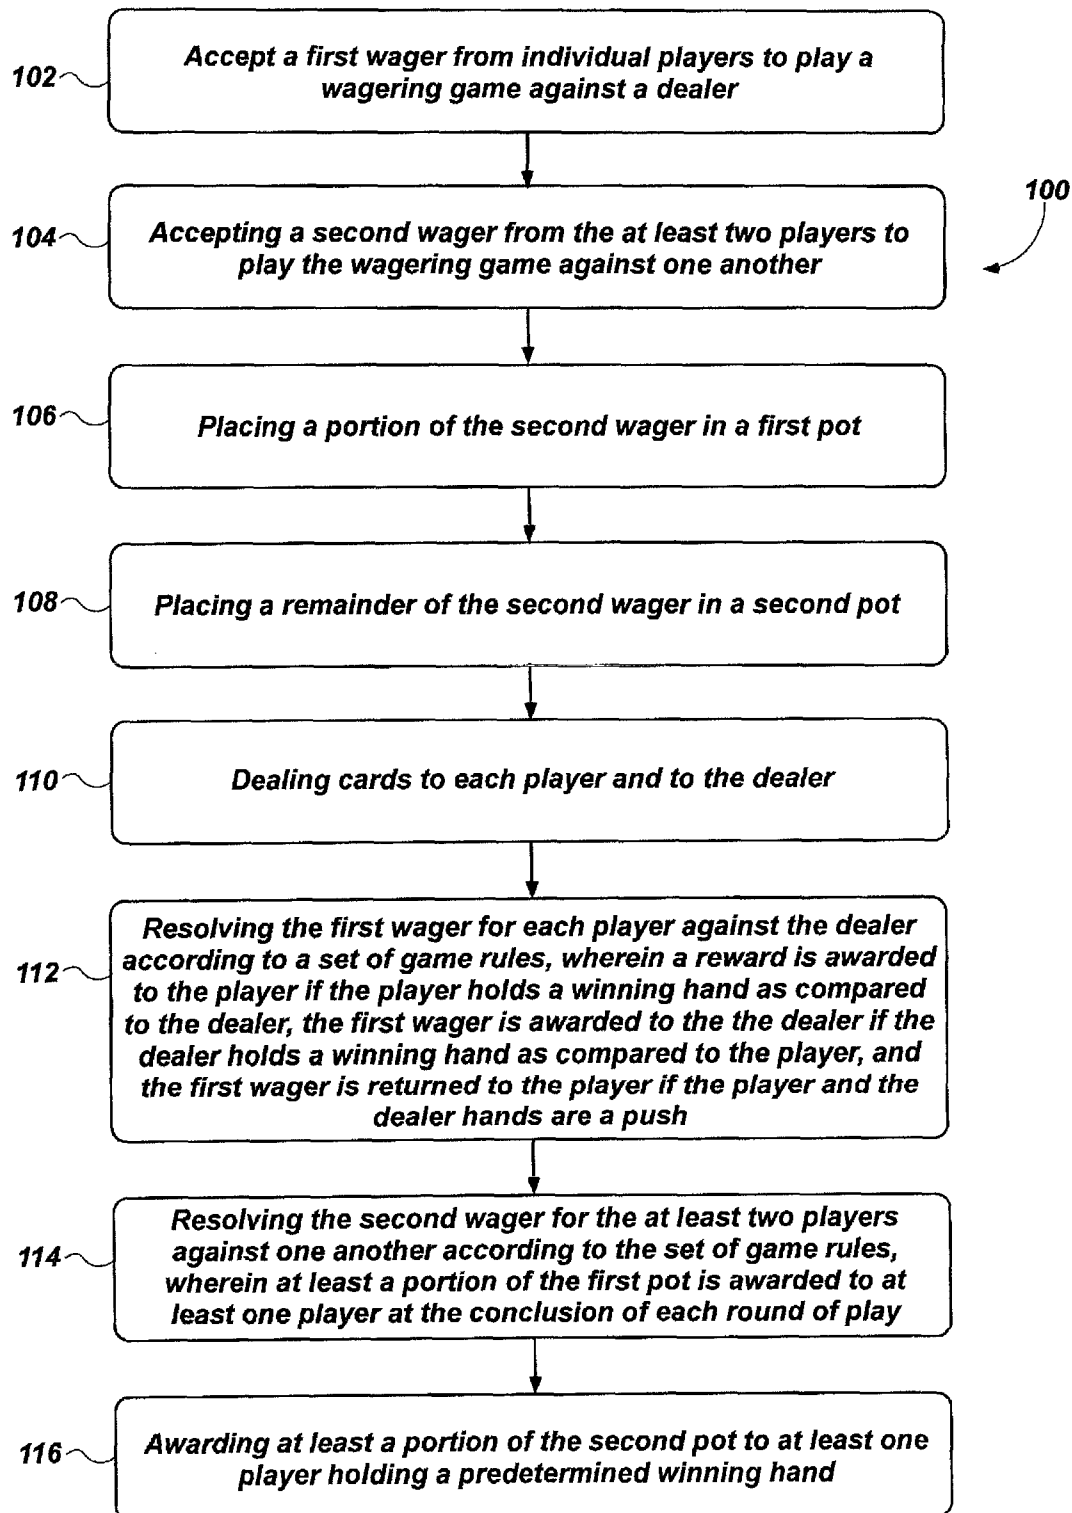 102
Accept a first wager from individual players to play a
wagering game against a dealer
100
104
Accepting a second wager from the at least two players to
play the wagering game against one another
106
Placing a portion of the second wager in a first pot
108
Placing a remainder of the second wager in a second pot
110
Dealing cards to each player and to the dealer
112
Resolving the first wager for each player against the dealer
according to a set of game rules, wherein a reward is awarded
to the player if the player holds a winning hand as compared
to the dealer, the first wager is awarded to the the dealer if the
dealer holds a winning hand as compared to the player, and
the first wager is returned to the player if the player and the
dealer hands are a push
114
Resolving the second wager for the at least two players
against one another according to the set of game rules,
wherein at least a portion of the first pot is awarded to at
least one player at the conclusion of each round of play
116
Awarding at least a portion of the second pot to at least one
player holding a predetermined winning hand